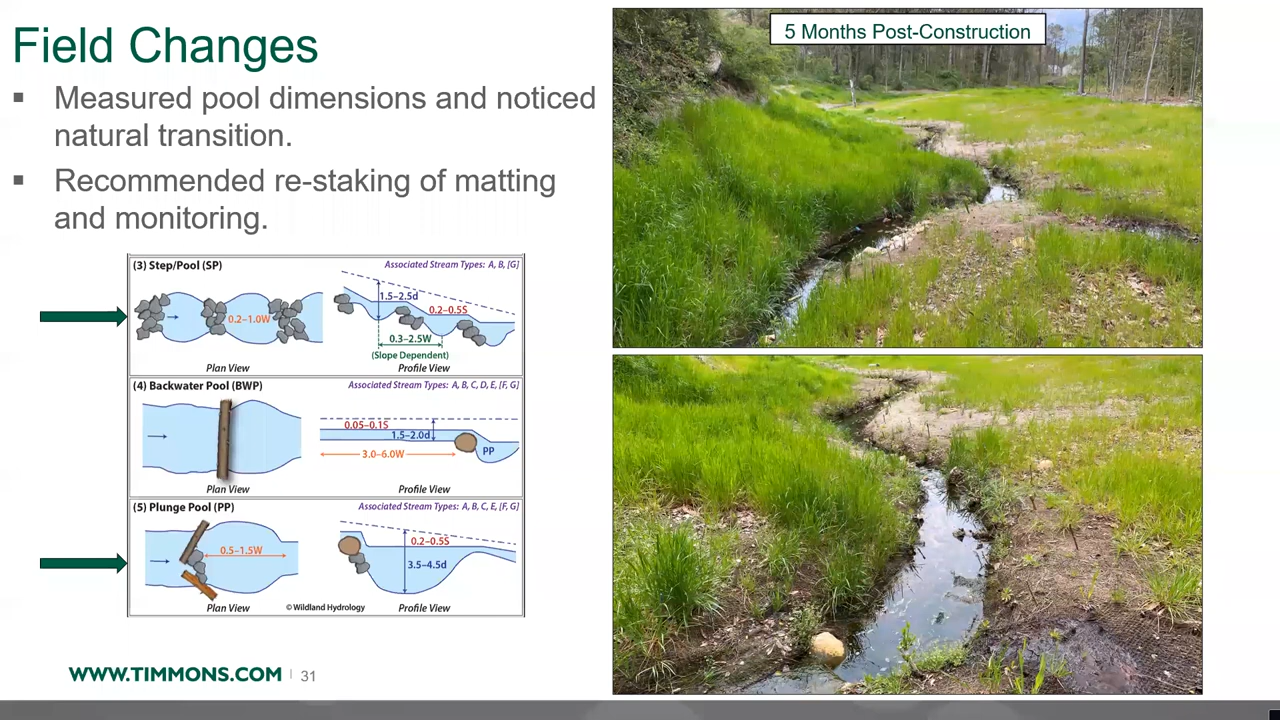 Field Changes
▪ Measured pool dimensions and noticed
natural transition.
▪ Recommended re-staking of matting
and monitoring.
5 Months Post-Construction
(3) Step/Pool (SP)
Associated Stream Types: A, B, [G]
0.2–1.0W
1.5–2.5d
0.2–0.5S
0.3–2.5W
(Slope Dependent)
Plan View
Profile View
(4) Backwater Pool (BWP)
Associated Stream Types: A, B, C, D, E, [F, G]
0.05–0.1S
1.5–2.0d
3.0–6.0W
PP
Plan View
Profile View
(5) Plunge Pool (PP)
Associated Stream Types: A, B, C, E, [F, G]
0.5–1.5W
0.2–0.5S
3.5–4.5d
Plan View
© Wildland Hydrology
Profile View
WWW.TIMMONS.COM | 31